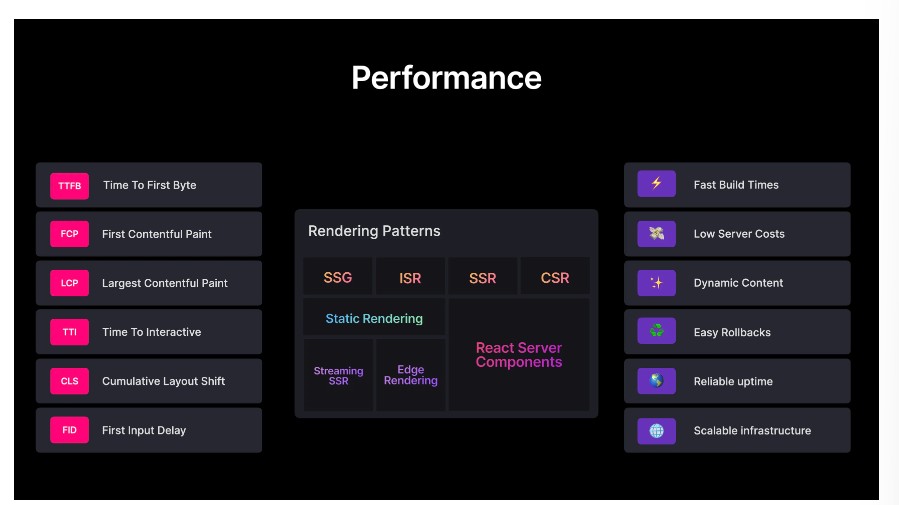 Performance
TTFB Time To First Byte
FCP First Contentful Paint
LCP Largest Contentful Paint
TTI Time To Interactive
CLS Cumulative Layout Shift
FID First Input Delay
Rendering Patterns
SSG ISR SSR CSR
Static Rendering
Streaming
SSR
Edge
Rendering
React Server
Components
Fast Build Times
Low Server Costs
Dynamic Content
Easy Rollbacks
Reliable uptime
Scalable infrastructure